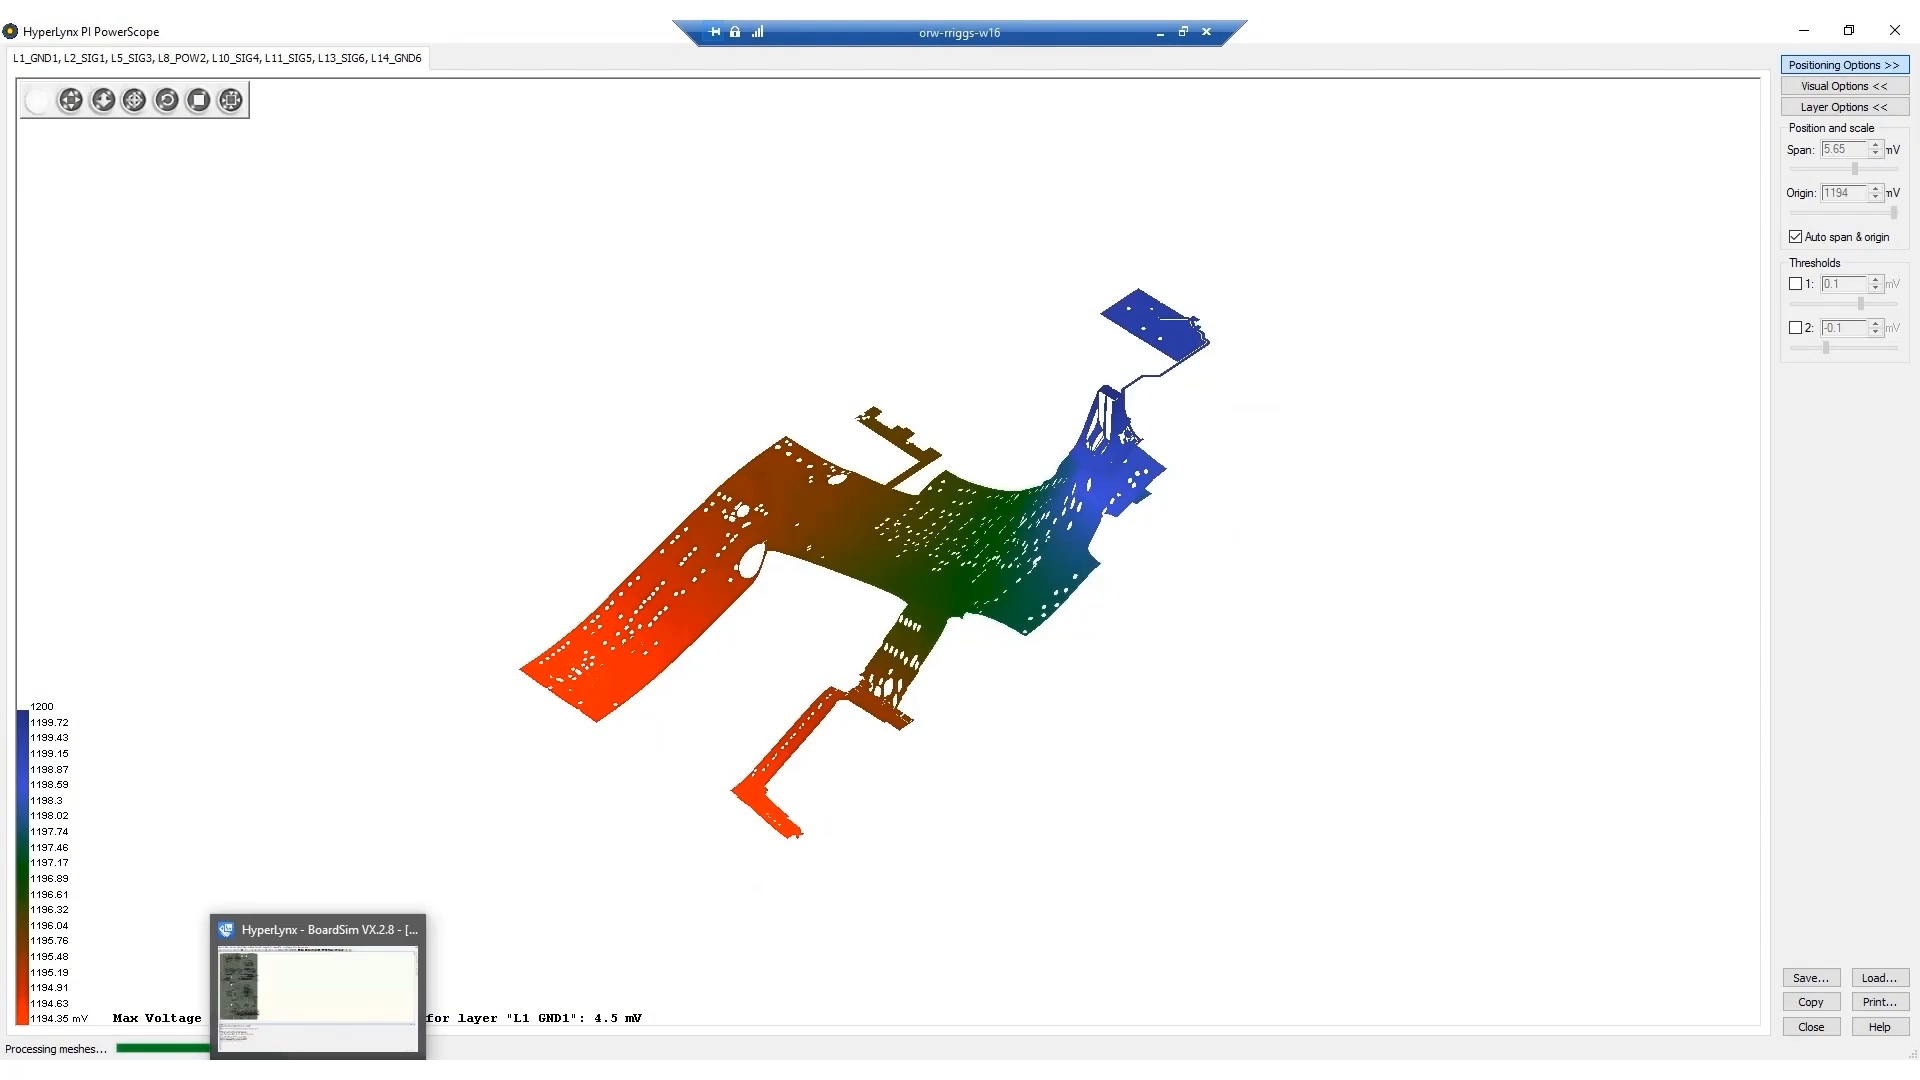 HyperLynx PI PowerScope
orw-rriggs-w16
L1_GND1, L2_SIG1, L5_SIG3, L8_POW2, L10_SIG4, L11_SIG5, L13_SIG6, L14_GND6
Positioning Options >>
Visual Options <<
Layer Options <<
Position and scale
Span: 5.65 mV
Origin: 1194 mV
Auto span & origin
Thresholds
1: 0.1 mV
2: -0.1 mV
1200
1199.72
1199.43
1199.15
1198.87
1198.59
1198.3
1198.02
1197.74
1197.46
1197.17
1196.89
1196.61
1196.32
1196.04
1195.76
1195.48
1195.19
1194.91
1194.63
1194.35 mV
HyperLynx - BoardSim VX.2.8 - [...
Max Voltage for layer "L1 GND1": 4.5 mV
Save... Load...
Copy Print...
Close Help
Processing meshes...